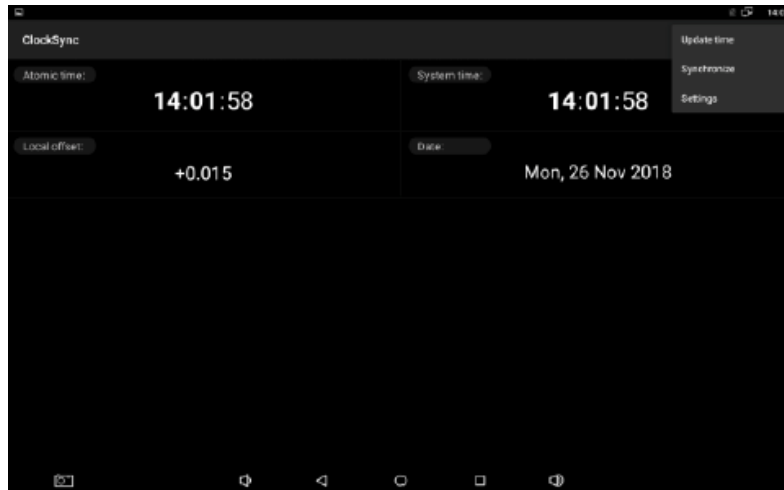 ClockSync
Update time
Synchronize
Settings
Atomic time:
14:01:58
System time:
14:01:58
Local offset:
+0.015
Date:
Mon, 26 Nov 2018